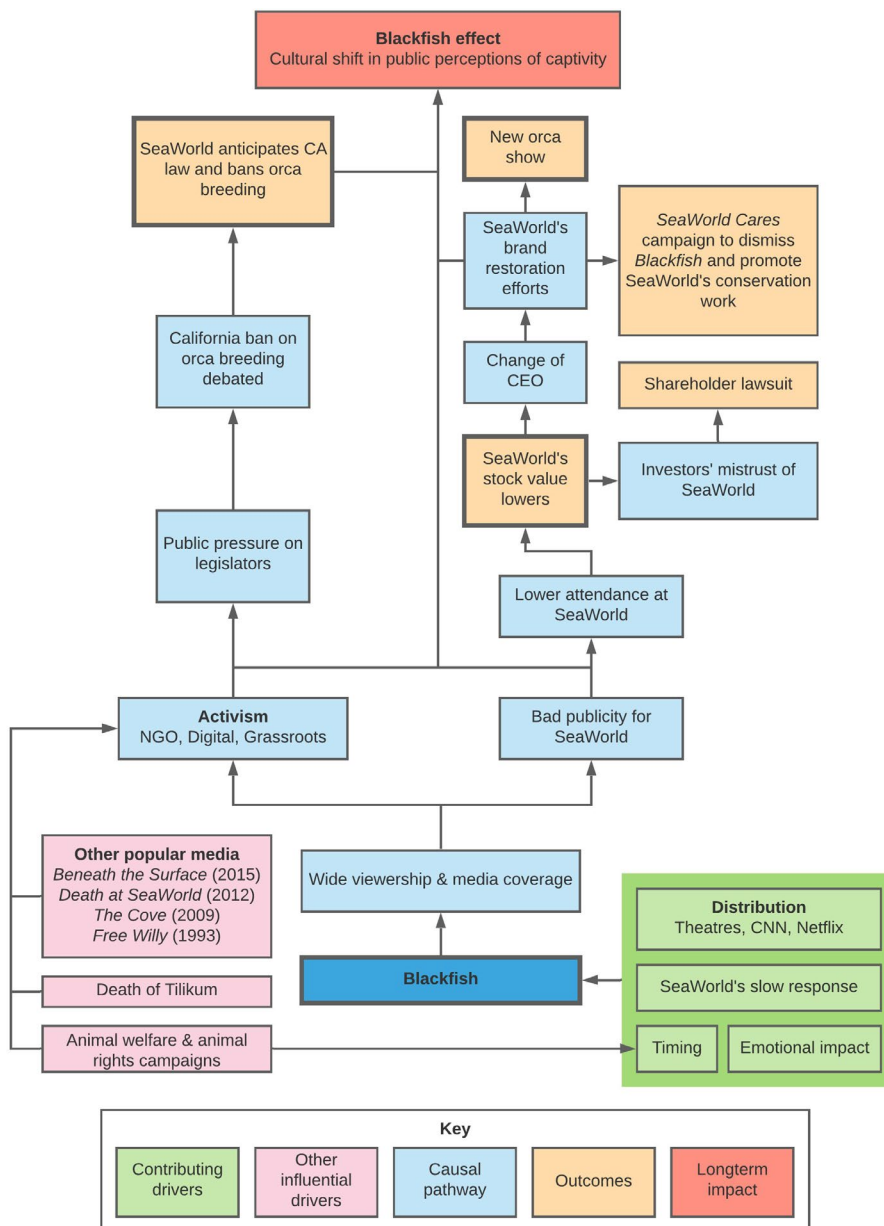 Blackfish effect
Cultural shift in public perceptions of captivity
SeaWorld anticipates CA
law and bans orca
breeding
New orca
show
SeaWorld's
brand
restoration
efforts
SeaWorld Cares
campaign to dismiss
Blackfish and promote
SeaWorld's conservation
work
California ban on
orca breeding
debated
Change of
CEO
Shareholder lawsuit
SeaWorld's
stock value
lowers
Investors' mistrust of
SeaWorld
Public pressure on
legislators
Lower attendance at
SeaWorld
Activism
NGO, Digital, Grassroots
Bad publicity for
SeaWorld
Other popular media
Beneath the Surface (2015)
Death at SeaWorld (2012)
The Cove (2009)
Free Willy (1993)
Wide viewership & media coverage
Distribution
Theatres, CNN, Netflix
Blackfish
SeaWorld's slow response
Death of Tilikum
Animal welfare & animal
rights campaigns
Timing
Emotional impact
Key
Contributing
drivers
Other
influential
drivers
Causal
pathway
Outcomes
Longterm
impact